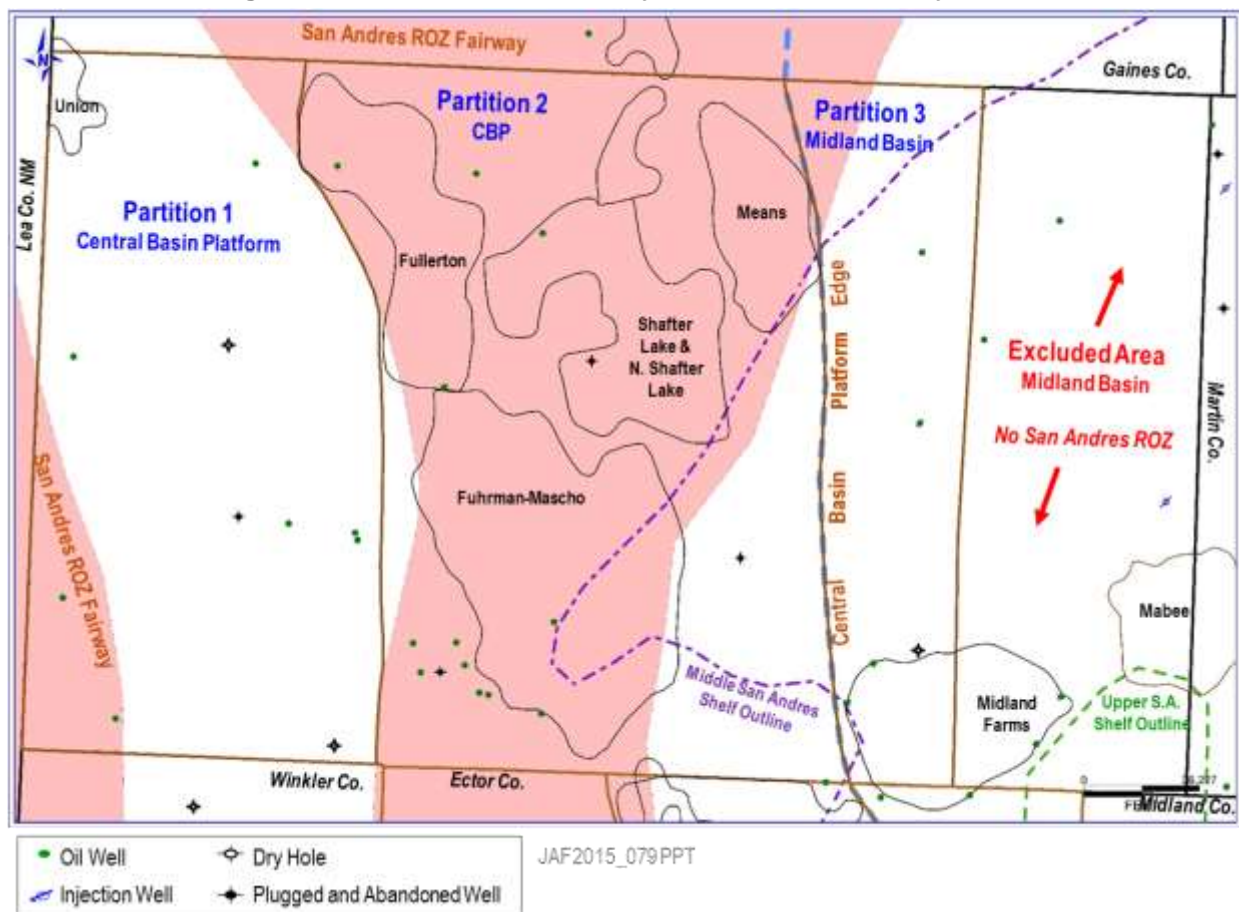 San Andres ROZ Fairway
N
Gaines Co.
Union
Partition 2
CBP
Partition 3
Midland Basin
Lea Co. NM
Partition 1
Central Basin Platform
Means
Fullerton
Edge
Shafter
Lake &
N. Shafter
Lake
Platform
Excluded Area
Midland Basin
Martin Co.
No San Andres ROZ
San Andres ROZ Fairway
Fuhrman-Mascho
Basin
Central
Mabee
Middle San Andres
Shelf Outline
Midland
Farms
Upper S.A.
Shelf Outline
Winkler Co.
Ector Co.
0
Midland Co.
Oil Well
Dry Hole
JAF2015_079PPT
Injection Well
Plugged and Abandoned Well